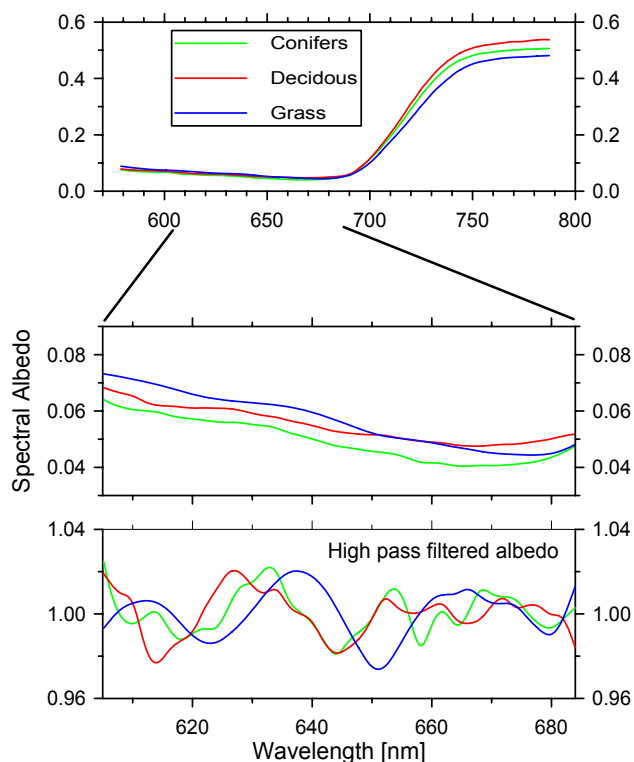 0.6
0.4
0.2
0.0
Conifers
Decidous
Grass
0.6
0.4
0.2
0.0
600 650 700 750 800
Spectral Albedo
0.08
0.06
0.04
0.08
0.06
0.04
1.04
1.00
0.96
High pass filtered albedo
1.04
1.00
0.96
620 640 660 680
Wavelength [nm]